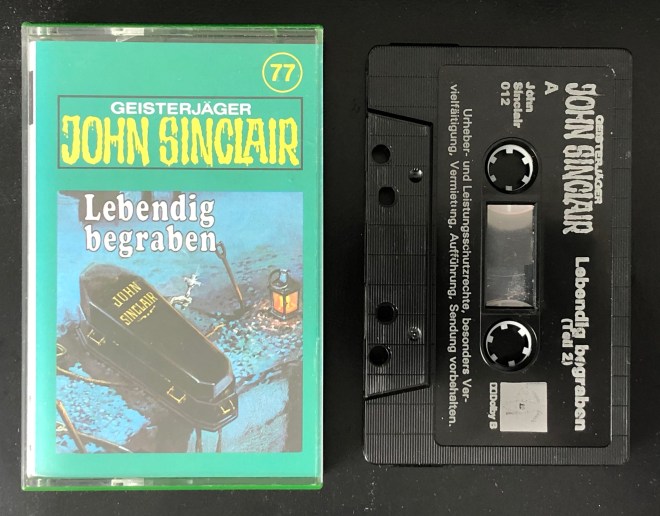 77
GEISTERJÄGER
JOHN SINCLAIR
Lebendig
begraben
JOHN
SINCLAIR
GEISTERJÄGER
JOHN SINCLAIR
Lebendig begraben
(Teil 2)
A
John
Sinclair
012
Urheber- und Leistungsschutzrechte, besonders Ver-
vielfältigung, Vermietung, Aufführung, Sendung vorbehalten.
Dolby B